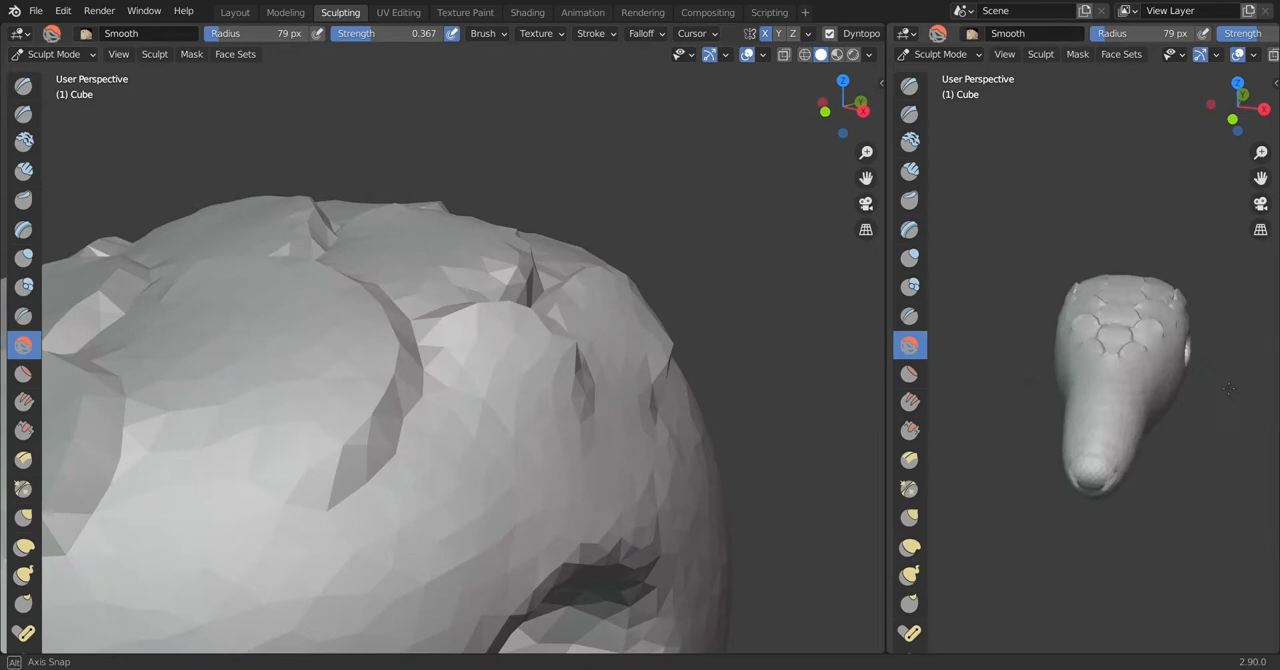 File Edit Render Window Help Layout Modeling Sculpting UV Editing Texture Paint Shading Animation Rendering Compositing Scripting + Scene View Layer
Smooth Radius 79 px Strength 0.367 Brush Texture Stroke Falloff Cursor X Y Z Dyntopo Smooth Radius 79 px Strength
Sculpt Mode View Sculpt Mask Face Sets Sculpt Mode View Sculpt Mask Face Sets
User Perspective
(1) Cube
Z
Y
X
User Perspective
(1) Cube
Z
Y
X
Alt Axis Snap 2.90.0